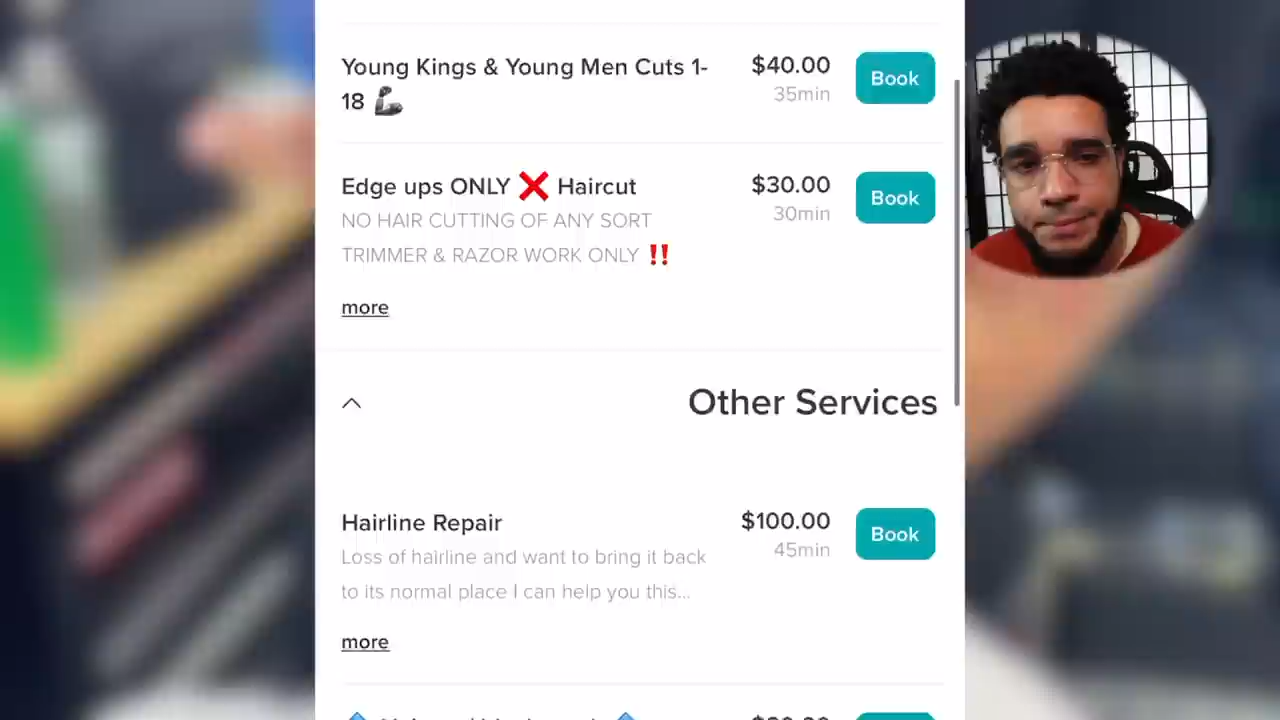 Young Kings & Young Men Cuts 1-
18 💪
$40.00
35min
Book
Edge ups ONLY ❌ Haircut
NO HAIR CUTTING OF ANY SORT
TRIMMER & RAZOR WORK ONLY ‼️
more
$30.00
30min
Book
Other Services
Hairline Repair
Loss of hairline and want to bring it back
to its normal place I can help you this...
more
$100.00
45min
Book